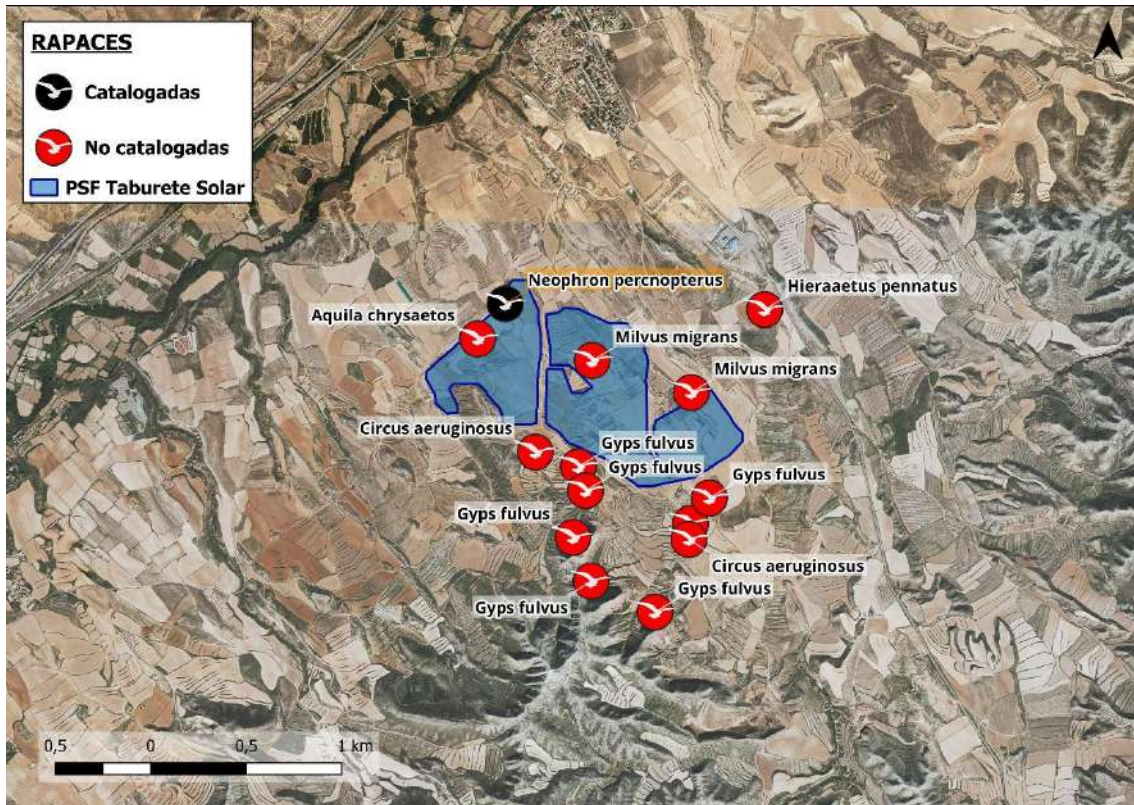 RAPACES
Catalogadas
No catalogadas
PSF Taburete Solar
Neophron percnopterus
Hieraaetus pennatus
Aquila chrysaetos
Milvus migrans
Milvus migrans
Circus aeruginosus
Gyps fulvus
Gyps fulvus
Gyps fulvus
Gyps fulvus
Circus aeruginosus
Gyps fulvus
Gyps fulvus
0,5 0 0,5 1 km